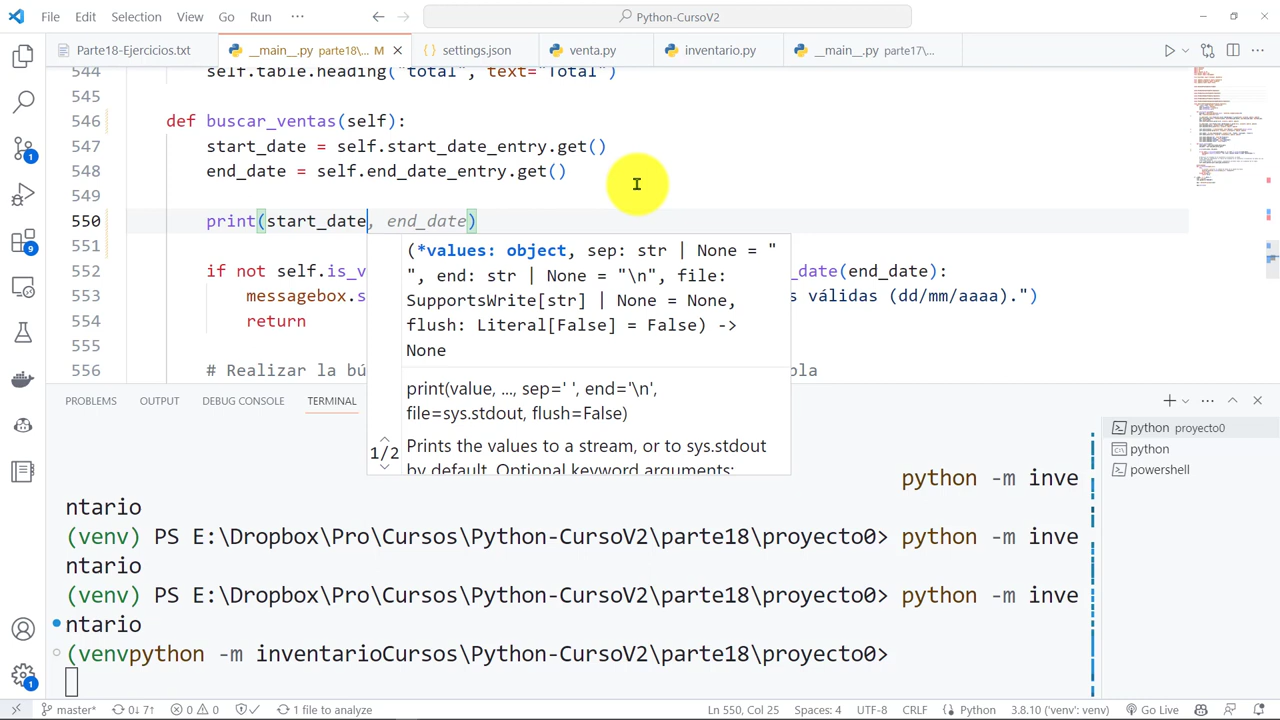 File Edit Selection View Go Run ··· Python-CursoV2
Parte18-Ejercicios.txt __main__.py parte18\... M settings.json venta.py inventario.py __main__.py parte17\...
544 self.table.heading("total", text="Total")
545
546 def buscar_ventas(self):
547 start_date = self.start_date_entry.get()
548 end_date = self.end_date_entry.get()
549
550 print(start_date, end_date)
551
552 if not self.is_v _date(end_date):
553 messagebox.s s válidas (dd/mm/aaaa).")
554 return
556 # Realizar la bú pla
(*values: object, sep: str | None = "
", end: str | None = "\n", file:
SupportsWrite[str] | None = None,
flush: Literal[False] = False) ->
None
print(value, ..., sep=' ', end='\n',
file=sys.stdout, flush=False)
Prints the values to a stream, or to sys.stdout
by default. Optional keyword arguments:
1/2
PROBLEMS OUTPUT DEBUG CONSOLE TERMINAL
python proyecto0
python
powershell
python -m inve
ntario
(venv) PS E:\Dropbox\Pro\Cursos\Python-CursoV2\parte18\proyecto0> python -m inve
ntario
(venv) PS E:\Dropbox\Pro\Cursos\Python-CursoV2\parte18\proyecto0> python -m inve
ntario
(venvpython -m inventarioCursos\Python-CursoV2\parte18\proyecto0>
1
9
1
master* 0↓ 7↑ 0 0 1 file to analyze Ln 550, Col 25 Spaces: 4 UTF-8 CRLF Python 3.8.10 ('venv': venv) Go Live